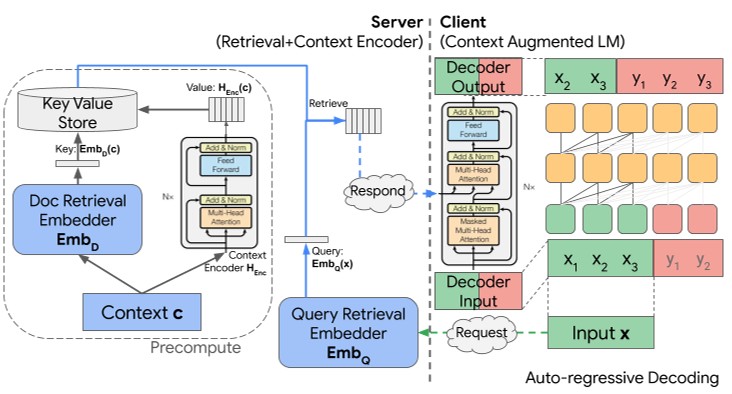 Server
(Retrieval+Context Encoder)
Client
(Context Augmented LM)
Key Value
Store
Value: H_Enc(c)
Key: Emb_D(c)
Doc Retrieval
Embedder
Emb_D
N×
Add & Norm
Feed
Forward
Add & Norm
Multi-Head
Attention
Context
Encoder H_Enc
Context c
Precompute
Retrieve
Respond
Query:
Emb_Q(x)
Query Retrieval
Embedder
Emb_Q
Request
Decoder
Output
Add & Norm
Feed
Forward
Add & Norm
Multi-Head
Attention
Add & Norm
Masked
Multi-Head
Attention
N×
Decoder
Input
x₂ x₃ y₁ y₂ y₃
x₁ x₂ x₃ y₁ y₂
Input x
Auto-regressive Decoding